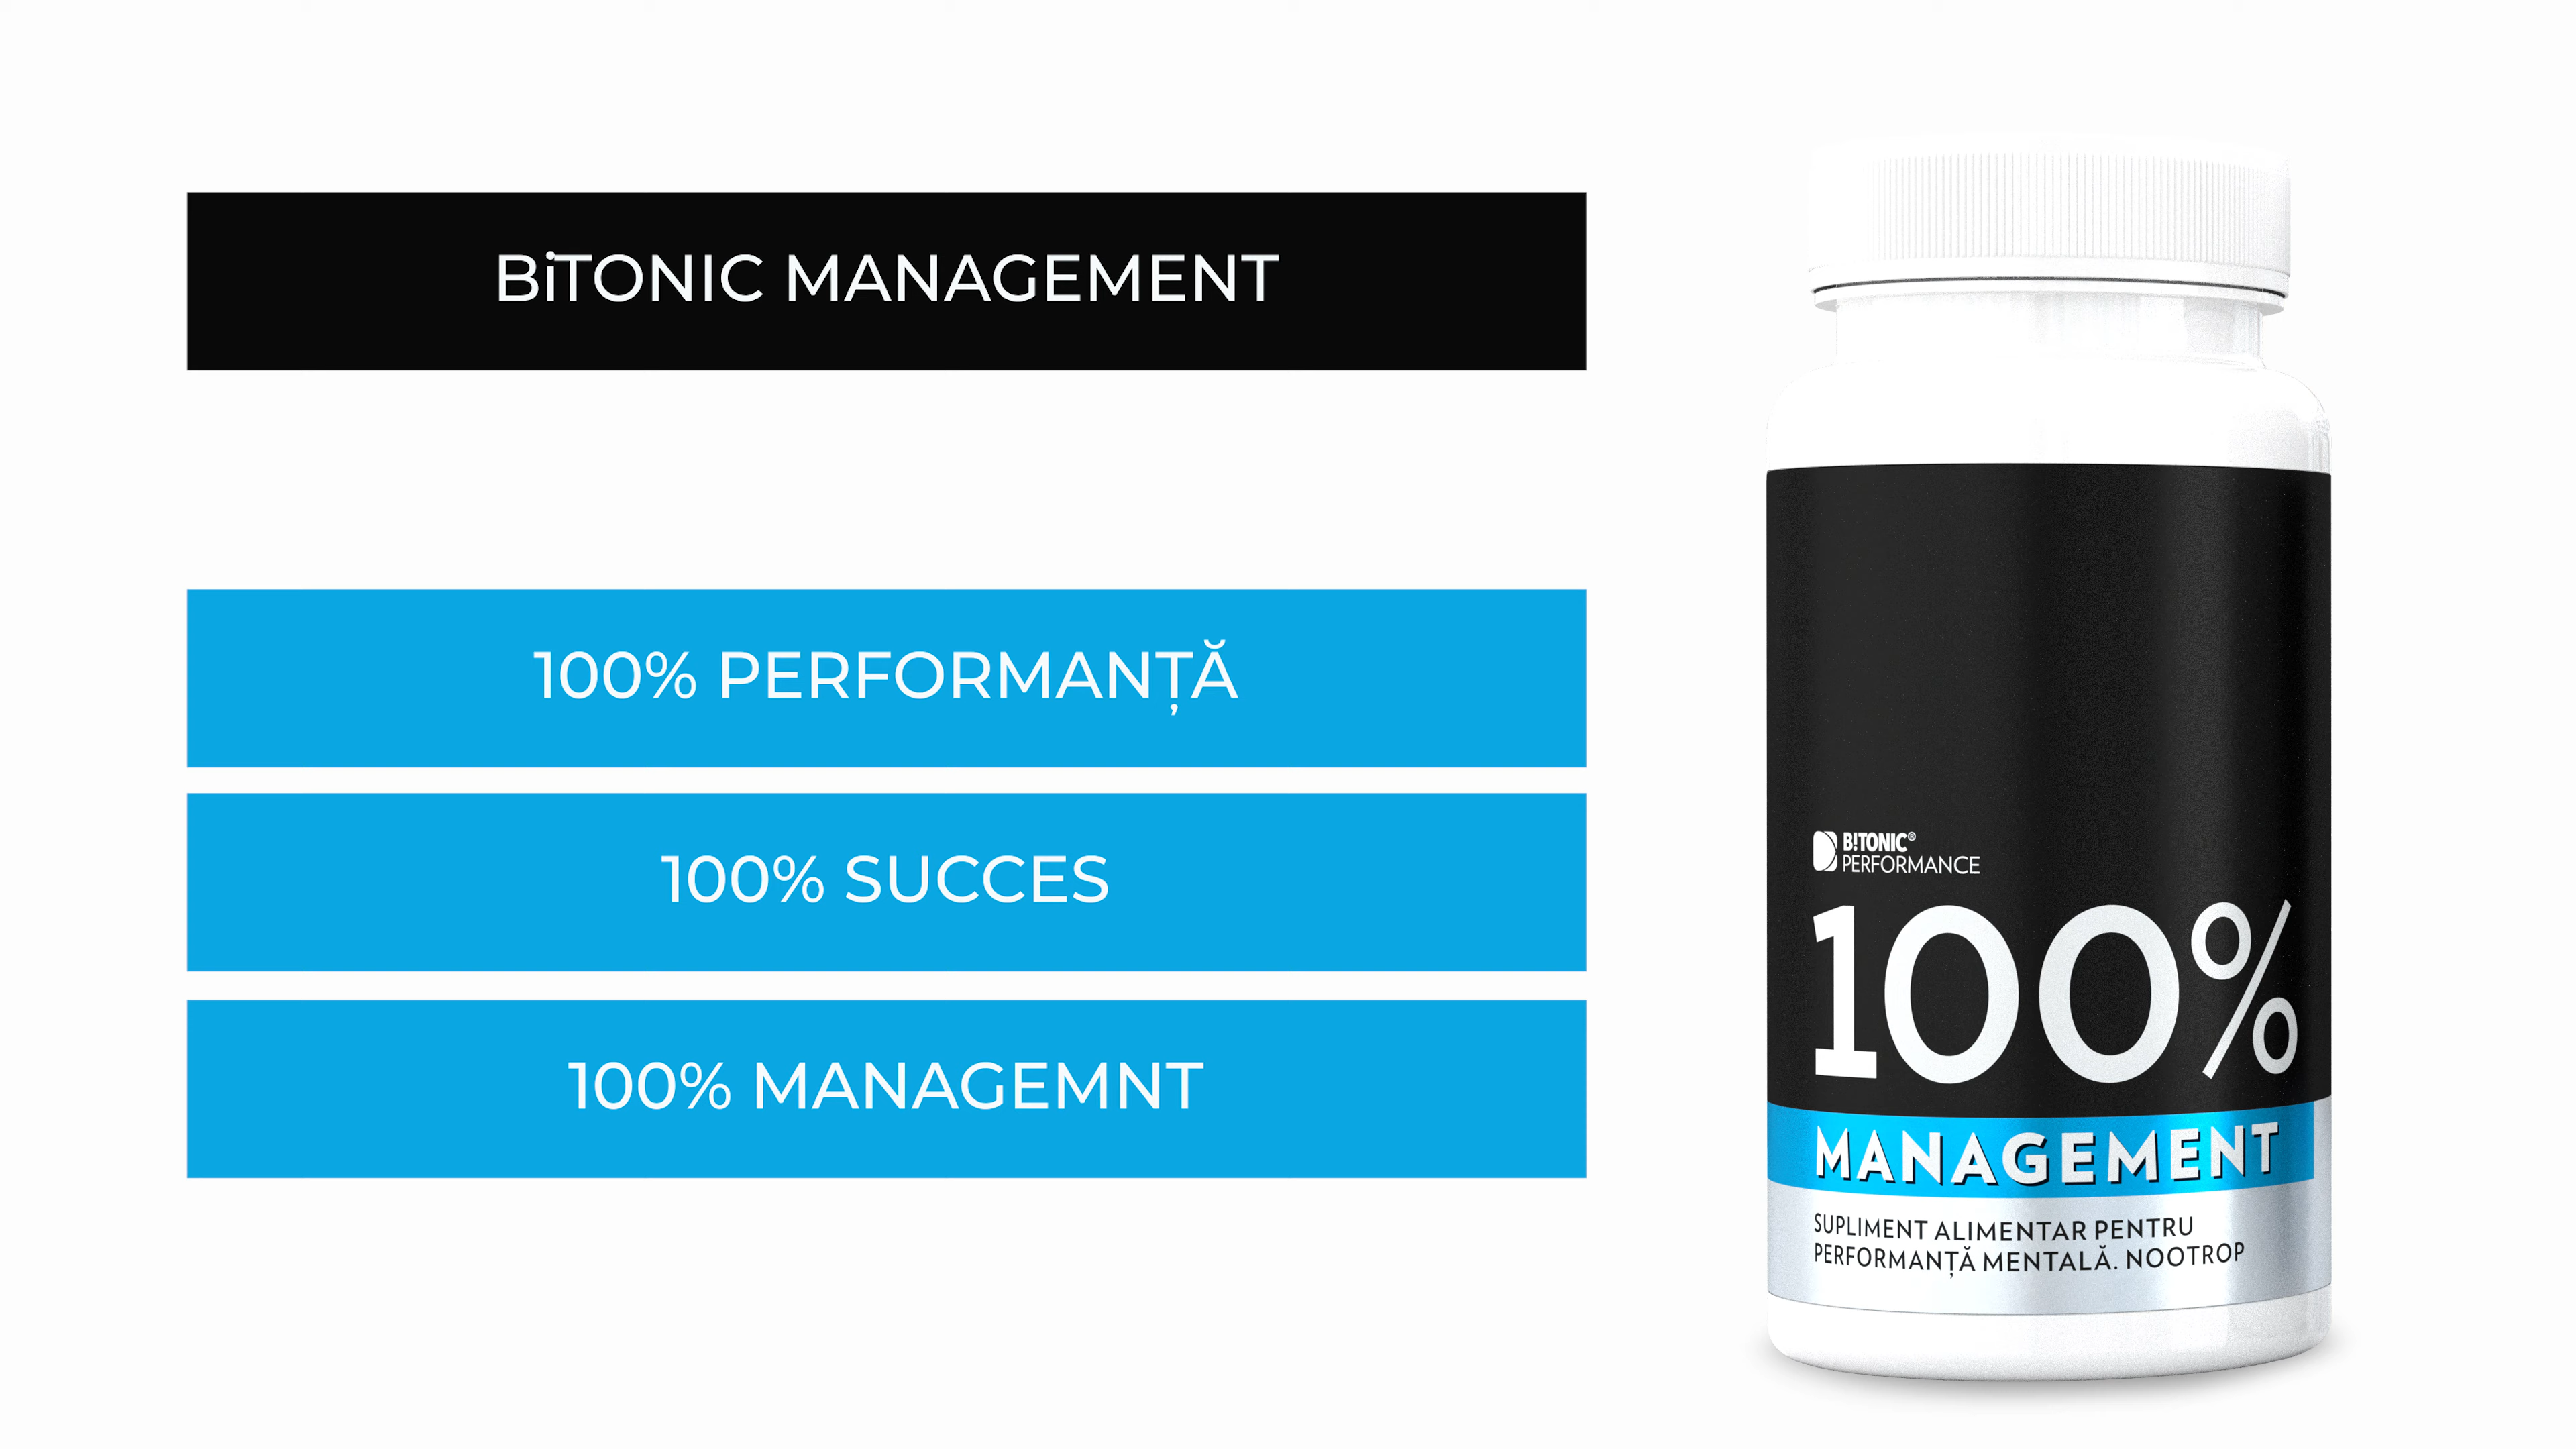 BiTONIC MANAGEMENT
100% PERFORMANȚĂ
100% SUCCES
100% MANAGEMNT
B!TONIC®
PERFORMANCE
100%
MANAGEMENT
SUPLIMENT ALIMENTAR PENTRU
PERFORMANȚĂ MENTALĂ. NOOTROP